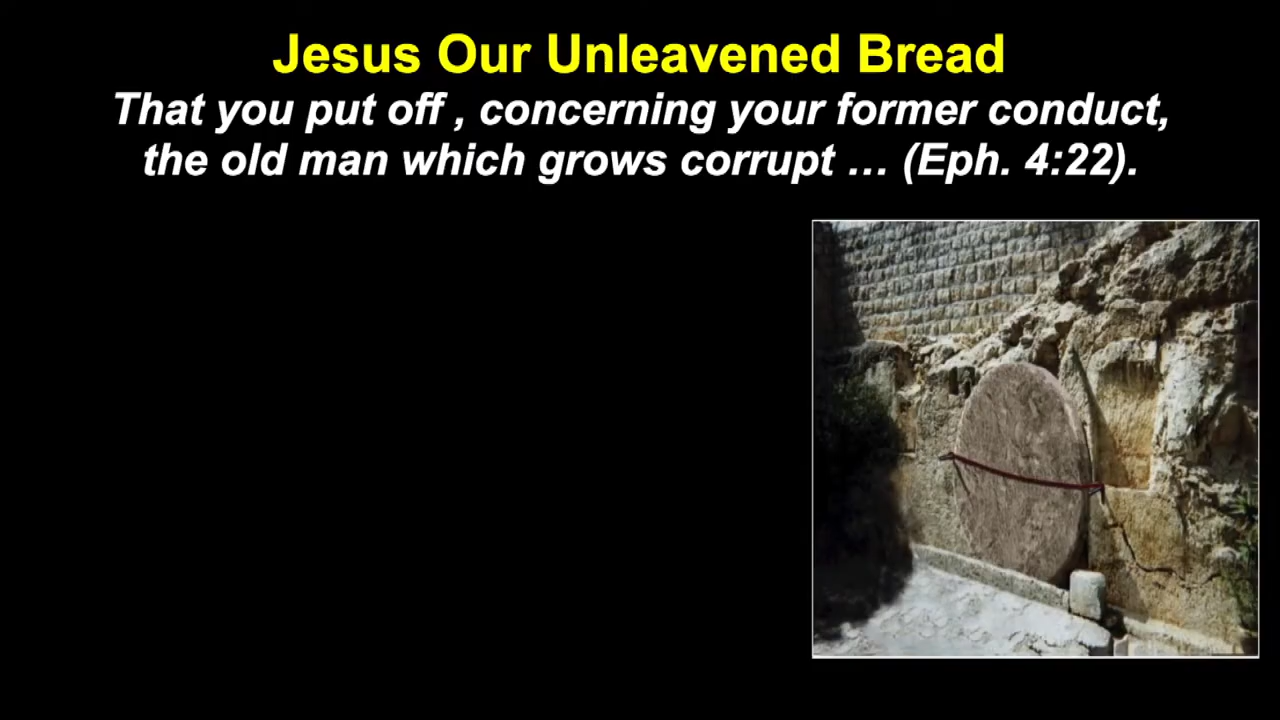 Jesus Our Unleavened Bread
That you put off , concerning your former conduct,
the old man which grows corrupt … (Eph. 4:22).